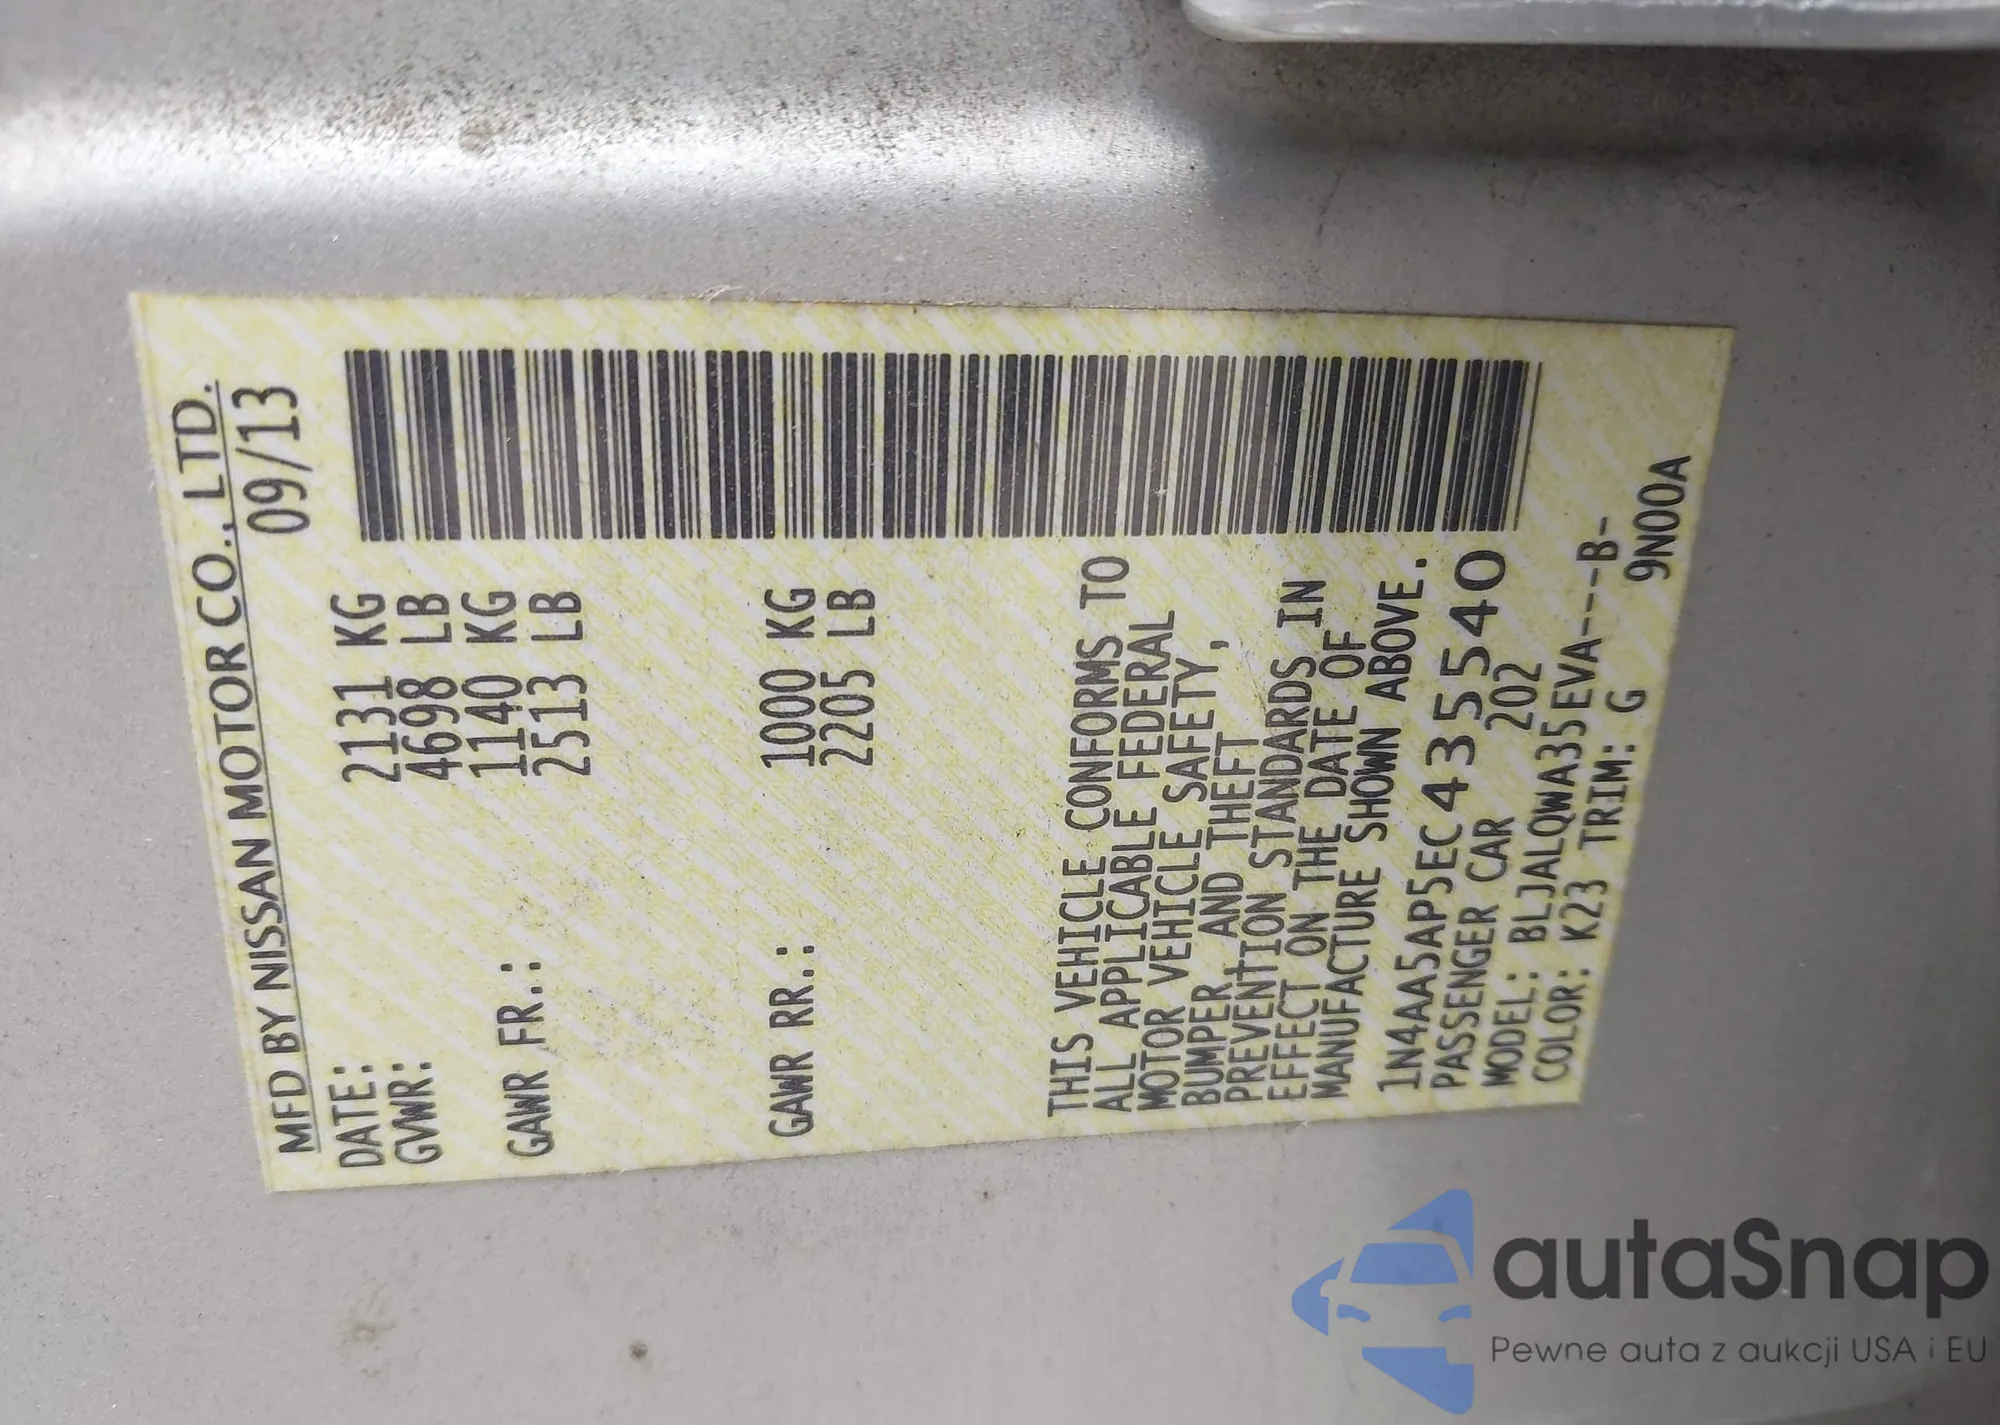 MFD BY NISSAN MOTOR CO., LTD.
DATE: 09/13
GVWR: 2131 KG
4698 LB
GAWR FR.: 1140 KG
2513 LB
GAWR RR.: 1000 KG
2205 LB
THIS VEHICLE CONFORMS TO
ALL APPLICABLE FEDERAL
MOTOR VEHICLE SAFETY,
BUMPER, AND THEFT
PREVENTION STANDARDS IN
EFFECT ON THE DATE OF
MANUFACTURE SHOWN ABOVE.
1N4AA5AP5EC435540
PASSENGER CAR 202
MODEL: BLJALQWA35EVA----B-
COLOR: K23 TRIM: G 9N00A
autaSnap
Pewne auta z aukcji USA i EU